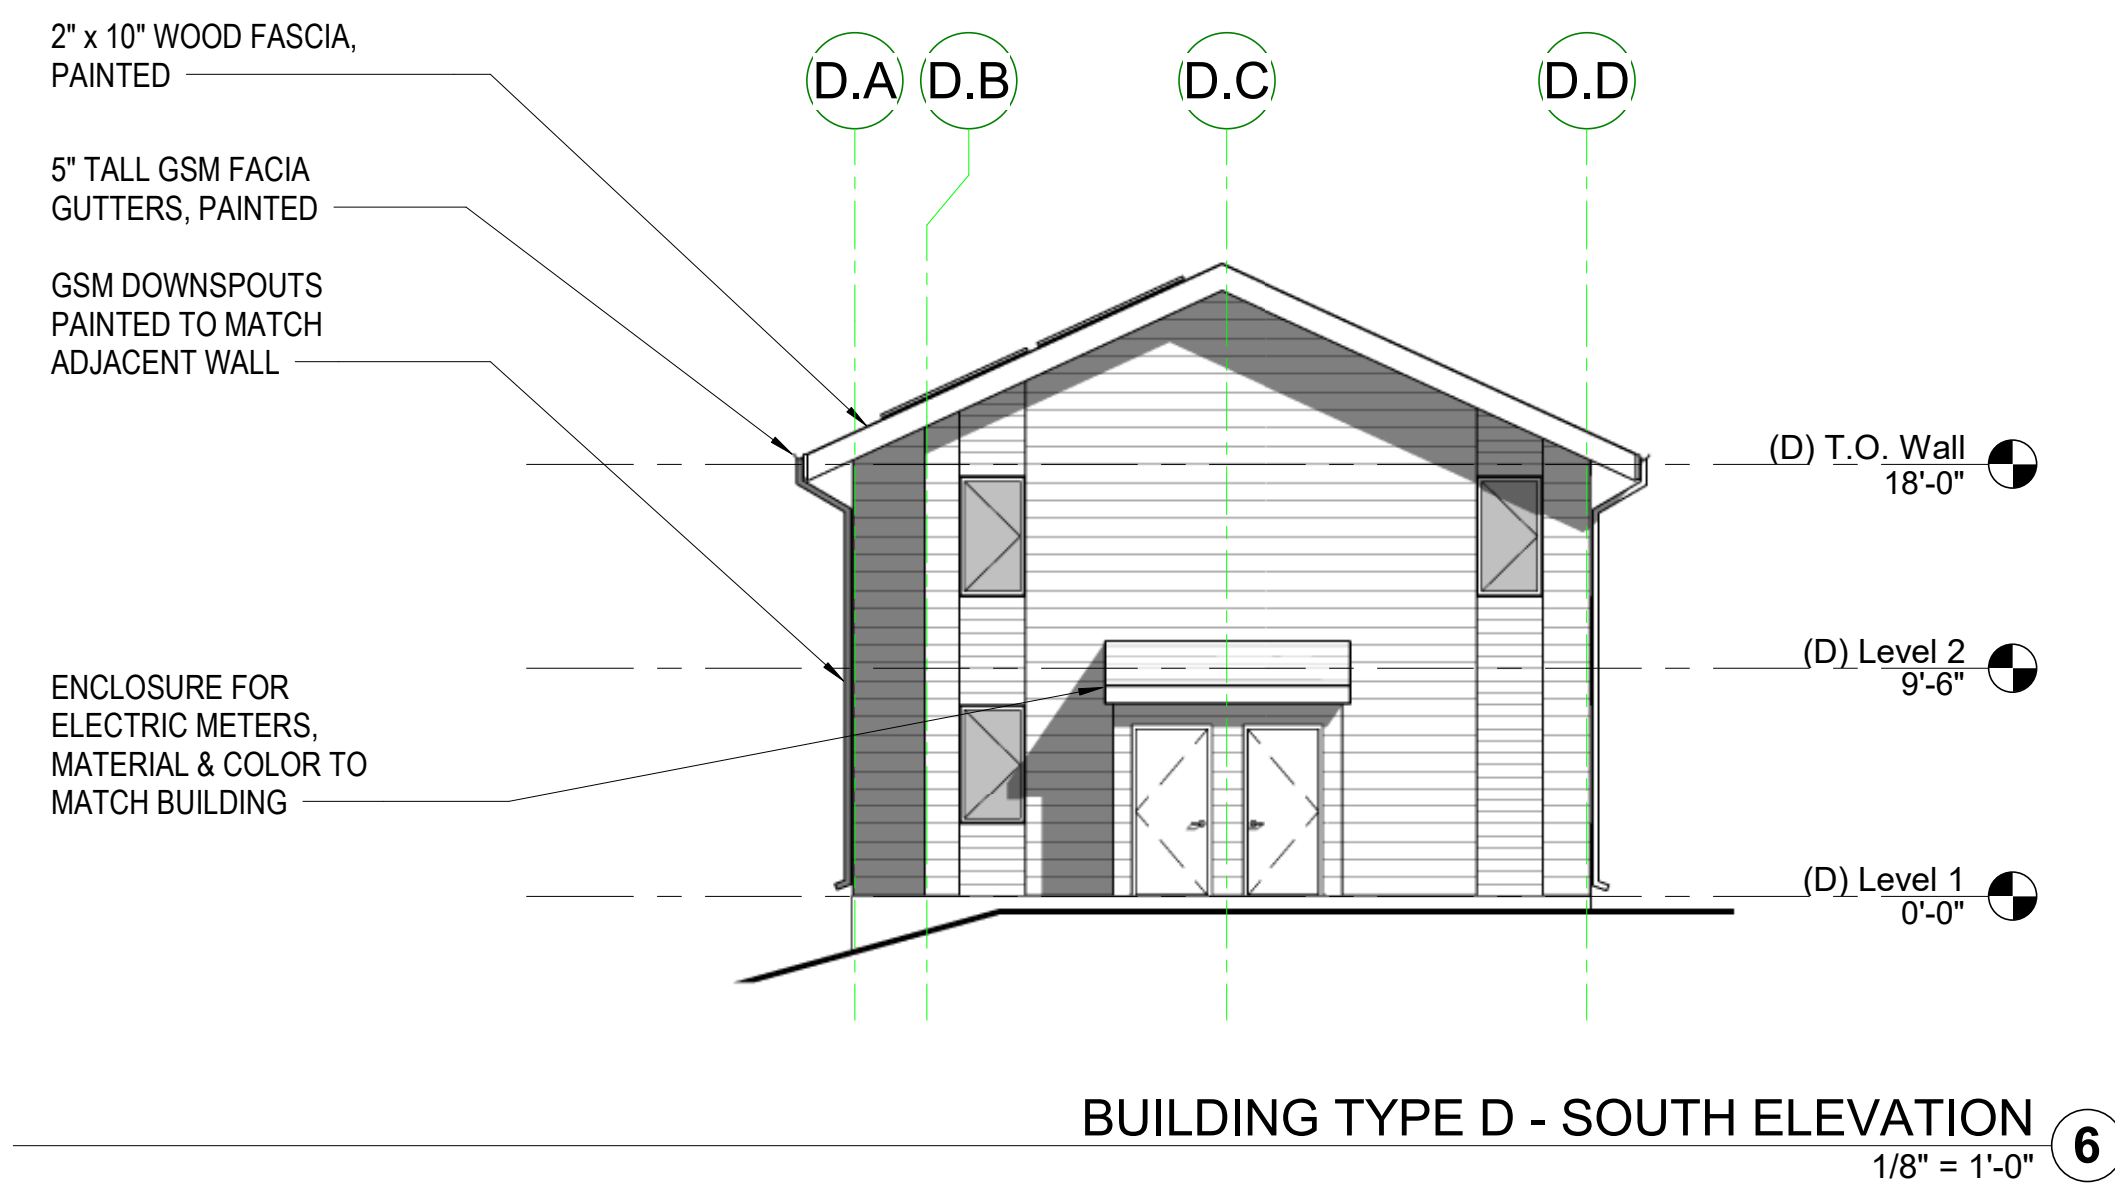 2" x 10" WOOD FASCIA,
PAINTED
5" TALL GSM FACIA
GUTTERS, PAINTED
GSM DOWNSPOUTS
PAINTED TO MATCH
ADJACENT WALL
ENCLOSURE FOR
ELECTRIC METERS,
MATERIAL & COLOR TO
MATCH BUILDING
D.A
D.B
D.C
D.D
(D) T.O. Wall
18'-0"
(D) Level 2
9'-6"
(D) Level 1
0'-0"
BUILDING TYPE D - SOUTH ELEVATION
1/8" = 1'-0"
6